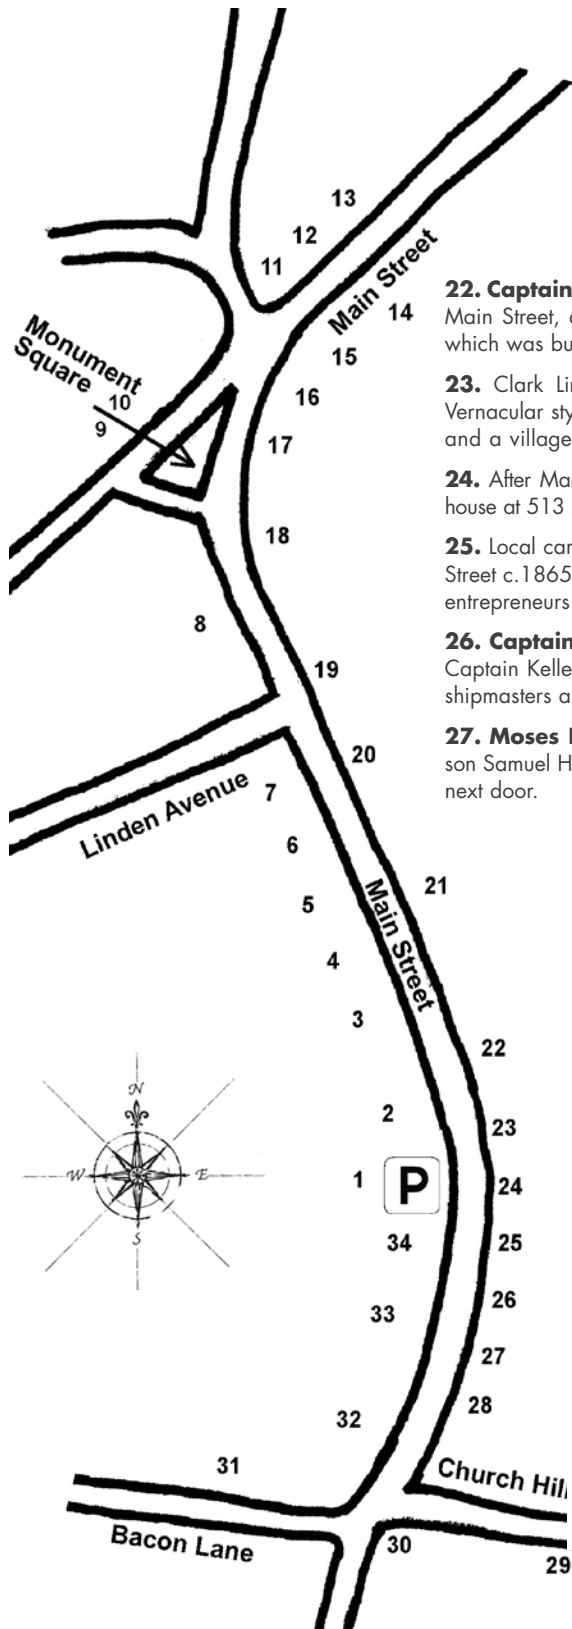 13
12
11
Main Street
14
15
16
17
18
Monument
Square
10
9
8
19
20
Linden Avenue
7
6
5
4
3
21
Main Street
22
2
23
1
P
24
34
25
33
26
27
32
28
31
Church Hil
Bacon Lane
30
29
N
W
E
S
22. Captain
Main Street,
which was bu
23. Clark Lin
Vernacular sty
and a village
24. After Mar
house at 513
25. Local car
Street c.1865
entrepreneurs
26. Captain
Captain Kelle
shipmasters a
27. Moses
son Samuel H
next door.